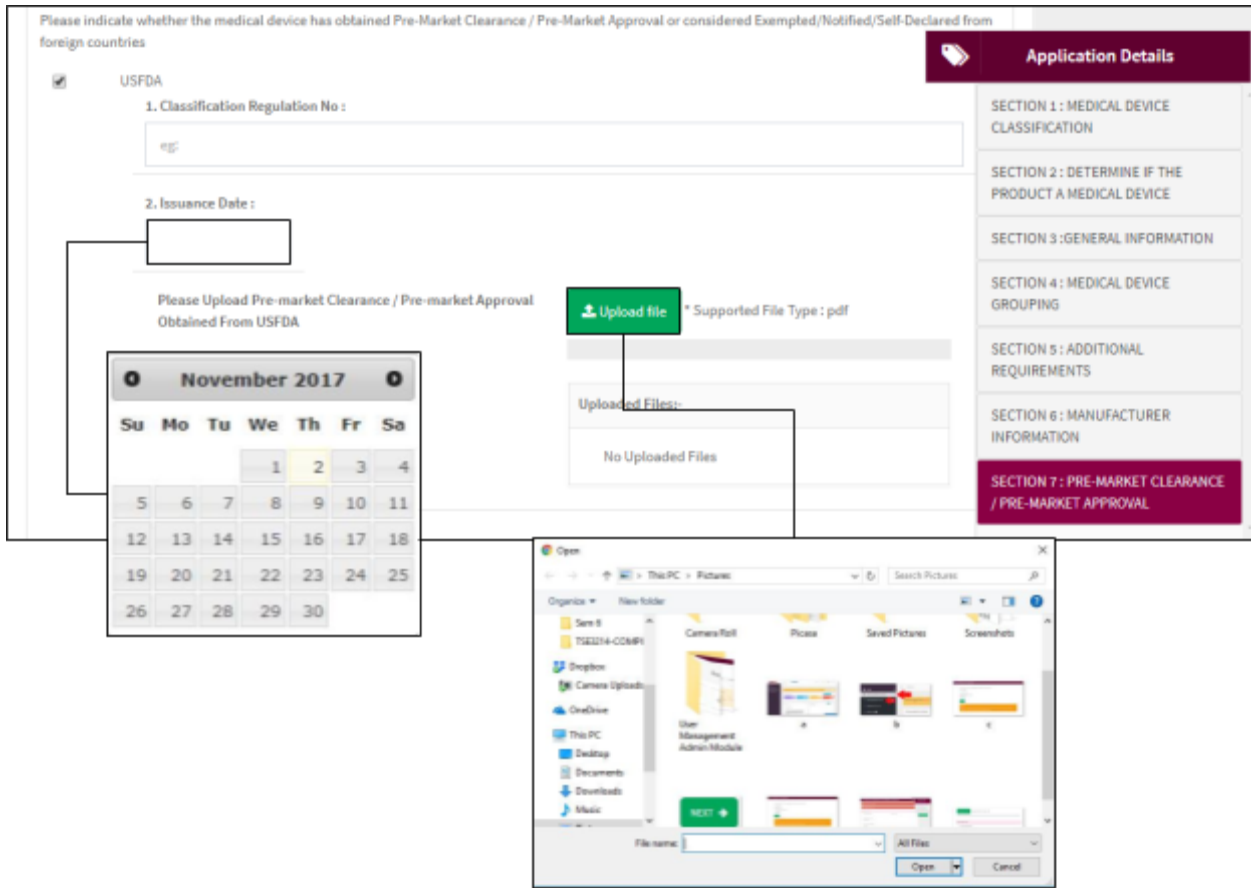 Please indicate whether the medical device has obtained Pre-Market Clearance / Pre-Market Approval or considered Exempted/Notified/Self-Declared from
foreign countries
USFDA
1. Classification Regulation No :
eg:
2. Issuance Date :
Please Upload Pre-market Clearance / Pre-market Approval
Obtained From USFDA
Upload file
* Supported File Type : pdf
Uploaded Files:-
No Uploaded Files
Application Details
SECTION 1 : MEDICAL DEVICE
CLASSIFICATION
SECTION 2 : DETERMINE IF THE
PRODUCT A MEDICAL DEVICE
SECTION 3 :GENERAL INFORMATION
SECTION 4 : MEDICAL DEVICE
GROUPING
SECTION 5 : ADDITIONAL
REQUIREMENTS
SECTION 6 : MANUFACTURER
INFORMATION
SECTION 7 : PRE-MARKET CLEARANCE
/ PRE-MARKET APPROVAL
November 2017
Su Mo Tu We Th Fr Sa
1 2 3 4
5 6 7 8 9 10 11
12 13 14 15 16 17 18
19 20 21 22 23 24 25
26 27 28 29 30
Open
This PC > Pictures
Search Pictures
Organize
New folder
Sem 6
Dropbox
Camera Uploads
OneDrive
This PC
Desktop
Documents
Downloads
Music
Camera Roll
Picasa
Saved Pictures
Screenshots
User
Management
Admin Module
a
b
c
NEXT
File name:
All Files
Open
Cancel